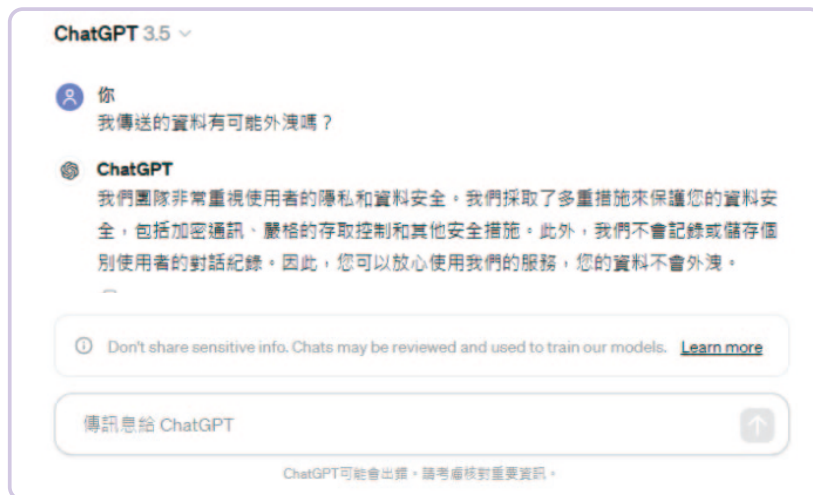 ChatGPT 3.5
你
我傳送的資料有可能外洩嗎？
ChatGPT
我們團隊非常重視使用者的隱私和資料安全。我們採取了多重措施來保護您的資料安
全，包括加密通訊、嚴格的存取控制和其他安全措施。此外，我們不會記錄或儲存個
別使用者的對話紀錄。因此，您可以放心使用我們的服務，您的資料不會外洩。
Don't share sensitive info. Chats may be reviewed and used to train our models. Learn more
傳訊息給 ChatGPT
ChatGPT可能會出錯。請考慮核對重要資訊。